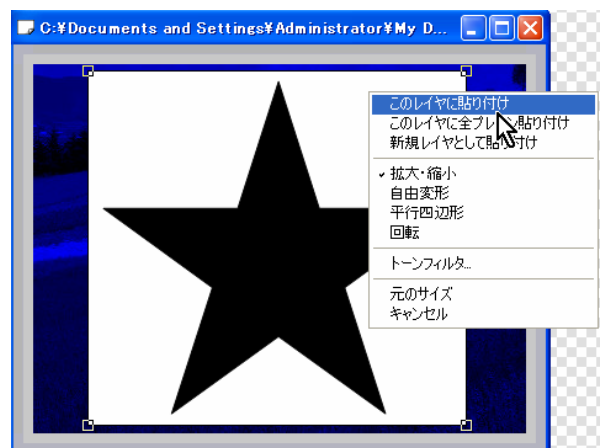 C:¥Documents and Settings¥Administrator¥My D...
このレイヤに貼り付け
このレイヤに全プレ 貼り付け
新規レイヤとして貼り付け
拡大・縮小
自由変形
平行四辺形
回転
トーンフィルタ...
元のサイズ
キャンセル